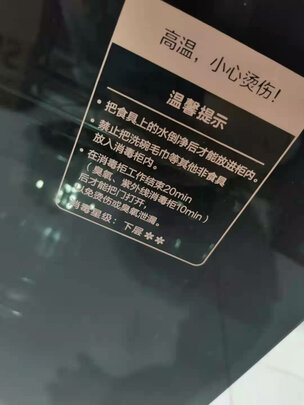 高温，小心烫伤!
温馨提示
• 把食具上的水倒净后才能放进柜内。
• 禁止把洗碗毛巾等其他非食具
放入消毒柜内。
• 在消毒柜工作结束20min
（臭氧、紫外线消毒柜10min）
后才能把门打开，
以免烫伤或臭氧泄漏。
消毒星级：下层**